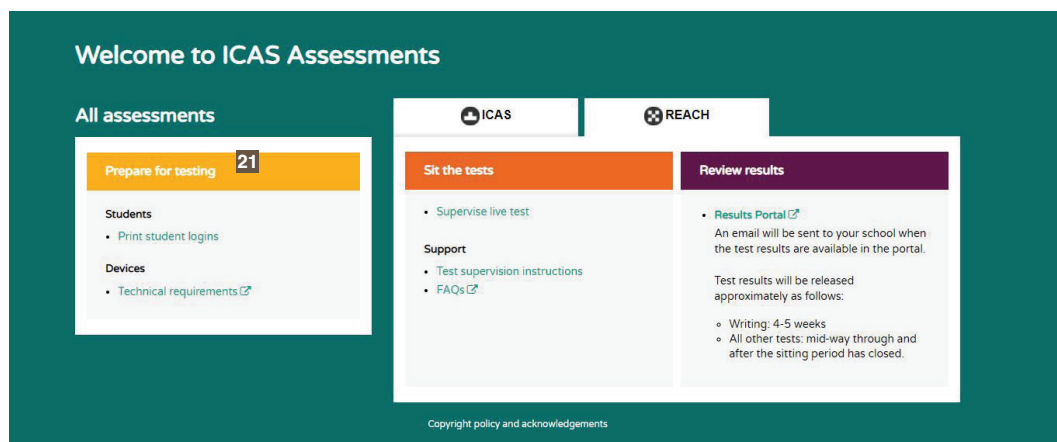 Welcome to ICAS Assessments
All assessments
Prepare for testing
21
Students
• Print student logins
Devices
• Technical requirements
ICAS
REACH
Sit the tests
• Supervise live test
Support
• Test supervision instructions
• FAQs
Review results
• Results Portal
An email will be sent to your school when
the test results are available in the portal.
Test results will be released
approximately as follows:
◦ Writing: 4-5 weeks
◦ All other tests: mid-way through and
after the sitting period has closed.
Copyright policy and acknowledgements